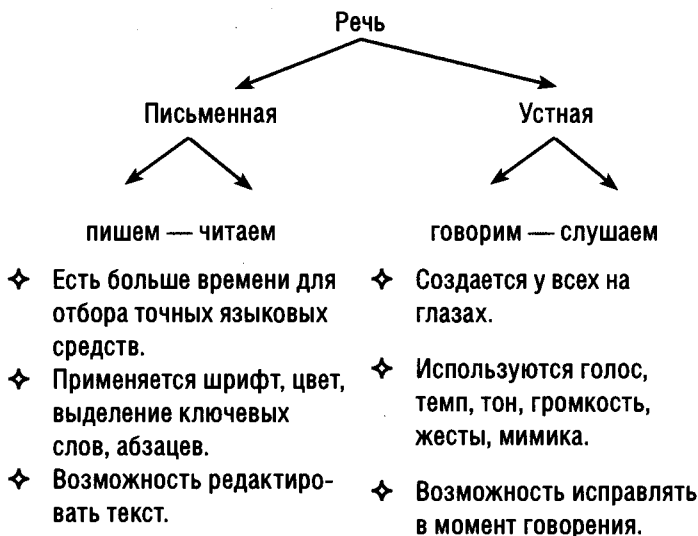 Речь
Письменная
Устная
пишем — читаем
говорим — слушаем
Есть больше времени для
отбора точных языковых
средств.
Применяется шрифт, цвет,
выделение ключевых
слов, абзацев.
Возможность редактиро-
вать текст.
Создается у всех на
глазах.
Используются голос,
темп, тон, громкость,
жесты, мимика.
Возможность исправлять
в момент говорения.